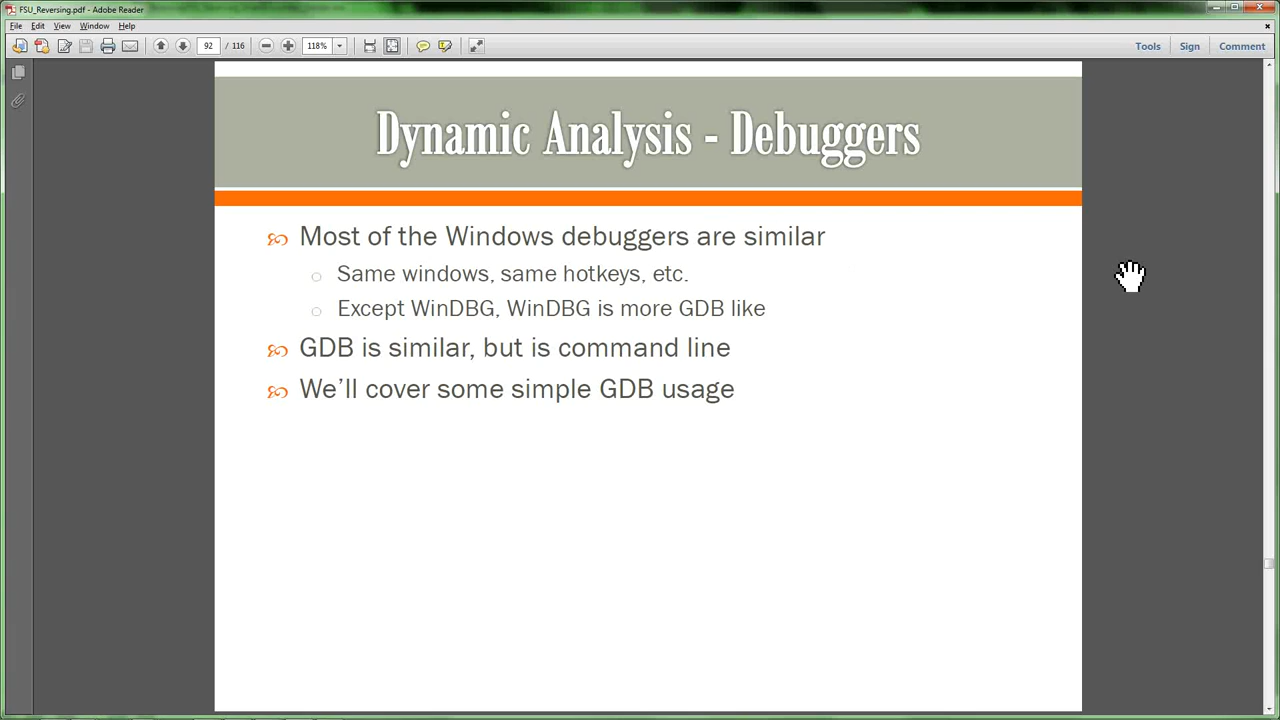 FSU_Reversing.pdf - Adobe Reader
File Edit View Window Help
92 / 116 118% Tools Sign Comment
Dynamic Analysis - Debuggers
Most of the Windows debuggers are similar
Same windows, same hotkeys, etc.
Except WinDBG, WinDBG is more GDB like
GDB is similar, but is command line
We’ll cover some simple GDB usage